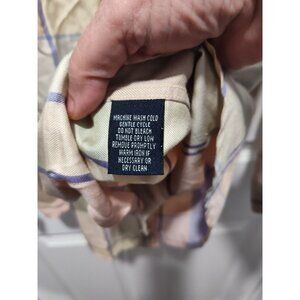 MACHINE WASH COLD
GENTLE CYCLE
DO NOT BLEACH
TUMBLE DRY LOW
REMOVE PROMPTLY
WARM IRON IF
NECESSARY OR
DRY CLEAN